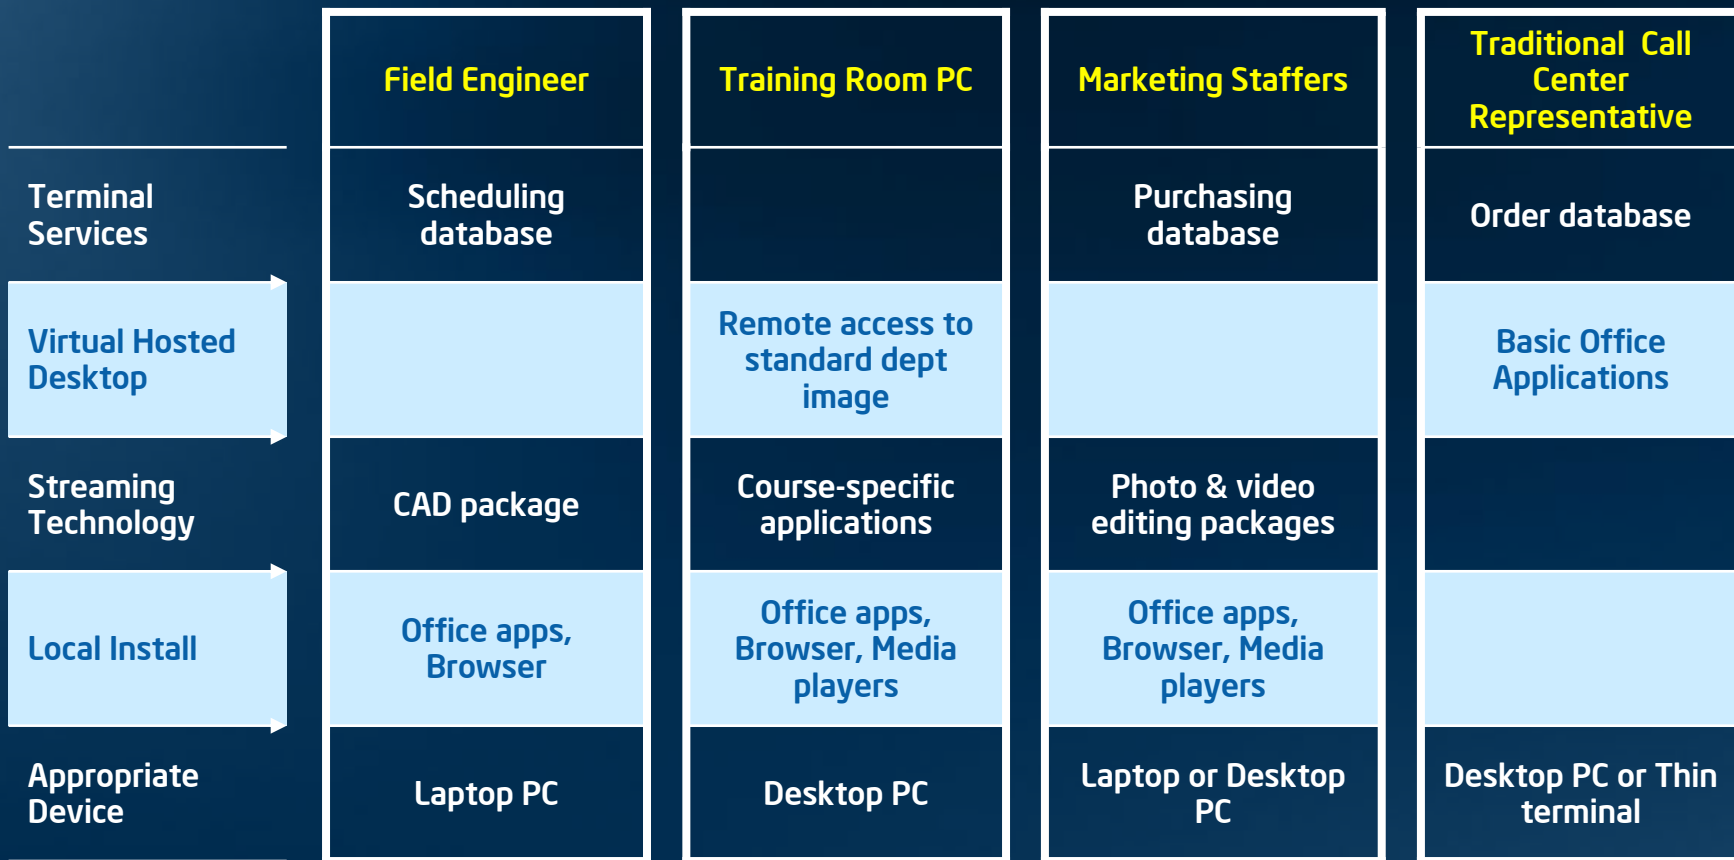 Field Engineer
Training Room PC
Marketing Staffers
Traditional Call
Center
Representative
Terminal
Services
Scheduling
database
Purchasing
database
Order database
Virtual Hosted
Desktop
Remote access to
standard dept
image
Basic Office
Applications
Streaming
Technology
CAD package
Course-specific
applications
Photo & video
editing packages
Local Install
Office apps,
Browser
Office apps,
Browser, Media
players
Office apps,
Browser, Media
players
Appropriate
Device
Laptop PC
Desktop PC
Laptop or Desktop
PC
Desktop PC or Thin
terminal